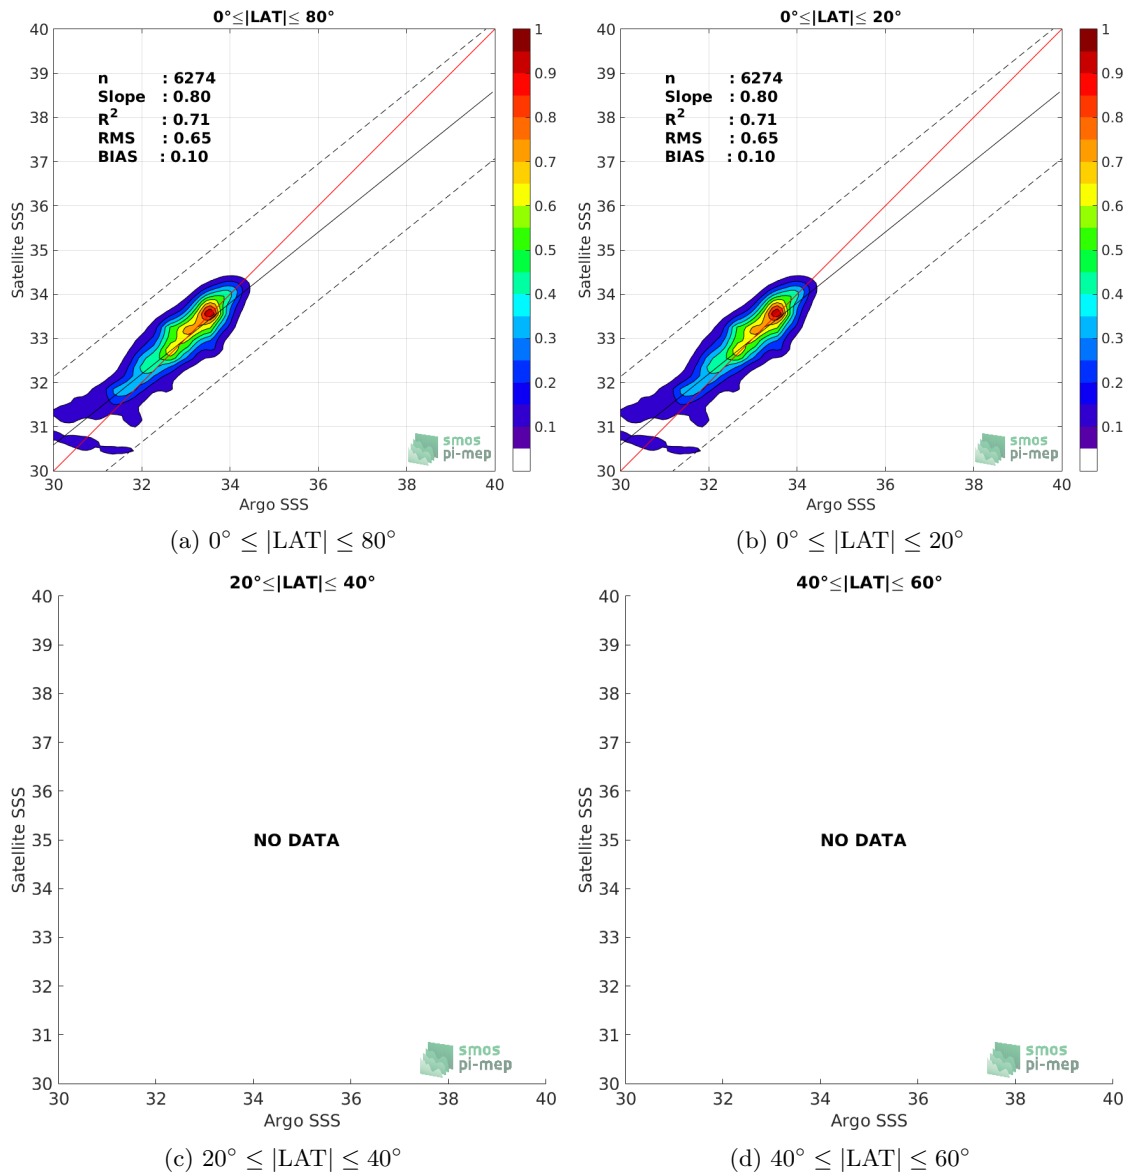 0°≤|LAT|≤ 80°
40
39
38
37
36
35
34
33
32
31
30
Satellite SSS
n : 6274
Slope : 0.80
R² : 0.71
RMS : 0.65
BIAS : 0.10
smos
pi-mep
30 32 34 36 38 40
Argo SSS
1
0.9
0.8
0.7
0.6
0.5
0.4
0.3
0.2
0.1
(a) 0° ≤ |LAT| ≤ 80°
0°≤|LAT|≤ 20°
40
39
38
37
36
35
34
33
32
31
30
Satellite SSS
n : 6274
Slope : 0.80
R² : 0.71
RMS : 0.65
BIAS : 0.10
smos
pi-mep
30 32 34 36 38 40
Argo SSS
1
0.9
0.8
0.7
0.6
0.5
0.4
0.3
0.2
0.1
(b) 0° ≤ |LAT| ≤ 20°
20°≤|LAT|≤ 40°
40
39
38
37
36
35
34
33
32
31
30
Satellite SSS
NO DATA
smos
pi-mep
30 32 34 36 38 40
Argo SSS
(c) 20° ≤ |LAT| ≤ 40°
40°≤|LAT|≤ 60°
40
39
38
37
36
35
34
33
32
31
30
Satellite SSS
NO DATA
smos
pi-mep
30 32 34 36 38 40
Argo SSS
(d) 40° ≤ |LAT| ≤ 60°